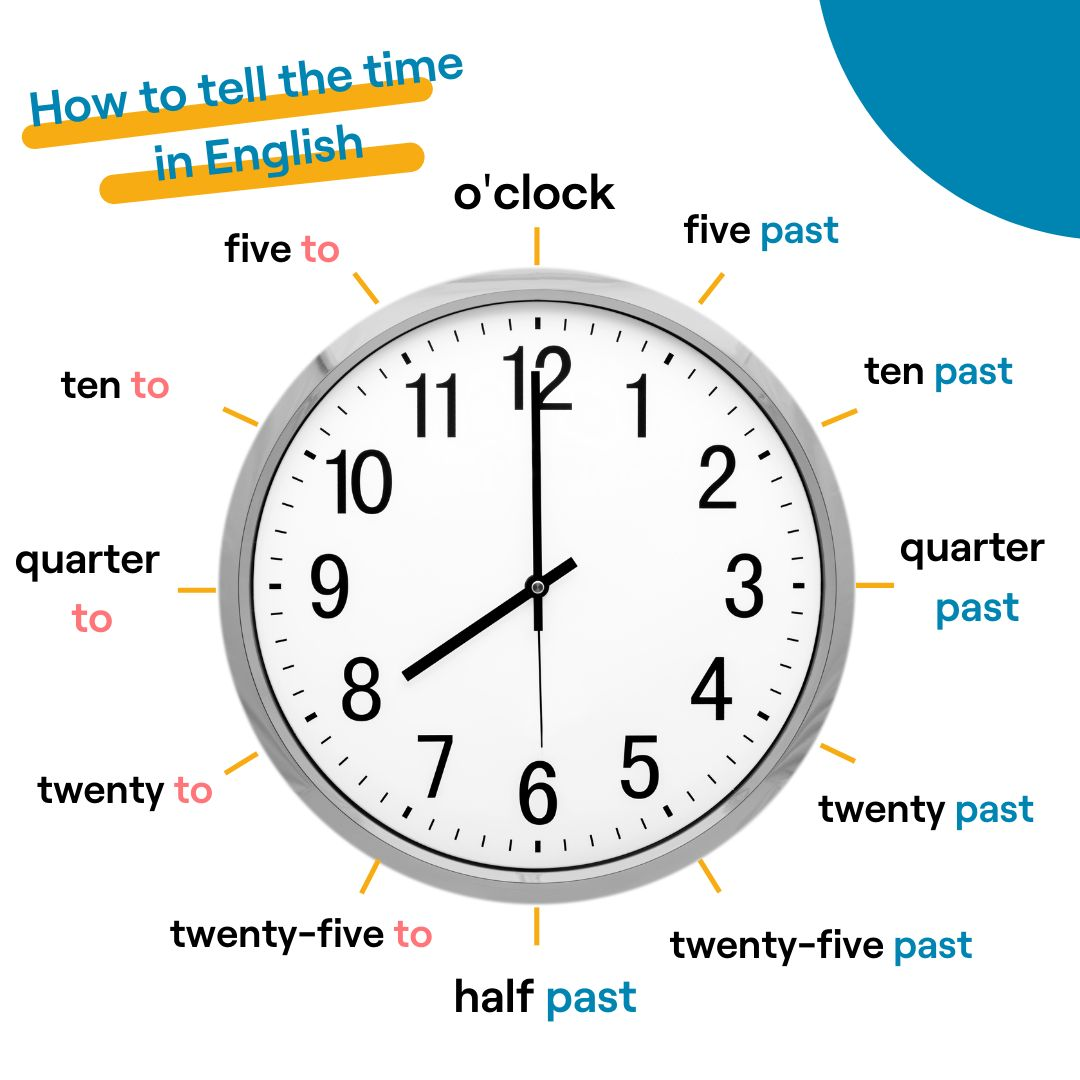 How to tell the time
in English
o'clock
five to
five past
ten to
ten past
quarter
to
quarter
past
twenty to
twenty past
twenty-five to
twenty-five past
half past
12
11
1
10
2
9
3
8
4
7
5
6